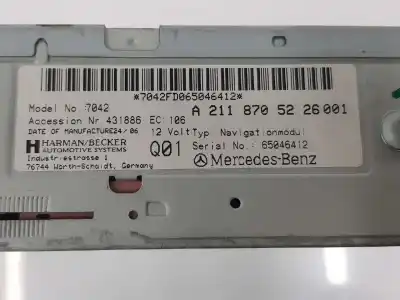 *7042FD065046412*
Model No. 7042
A 211 870 52 26 001
Accession Nr. 431886 EC: 106
DATE OF MANUFACTURE 24/06
12 Volt Typ Navigationmodul
HARMAN/BECKER
AUTOMOTIVE SYSTEMS
Q01
Serial No.: 65046412
Industriestrasse 1
76744 Wörth-Schaidt, Germany
Mercedes-Benz